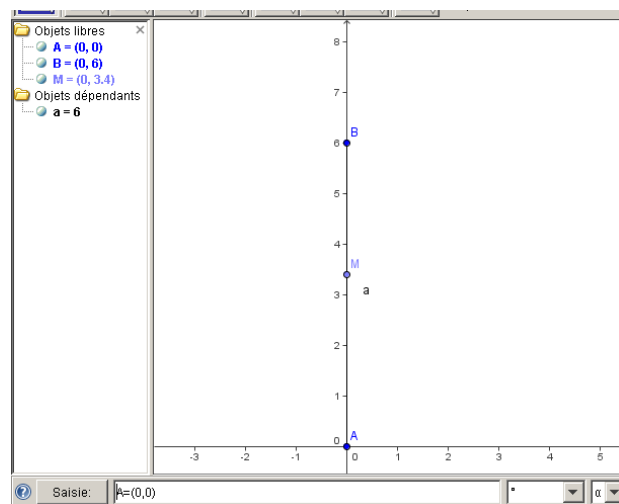 Objets libres
A = (0, 0)
B = (0, 6)
M = (0, 3.4)
Objets dépendants
a = 6
8
7
6 B
5
4
M
3 a
2
1
0 A
-3 -2 -1 0 1 2 3 4 5
Saisie: A=(0,0) ° α